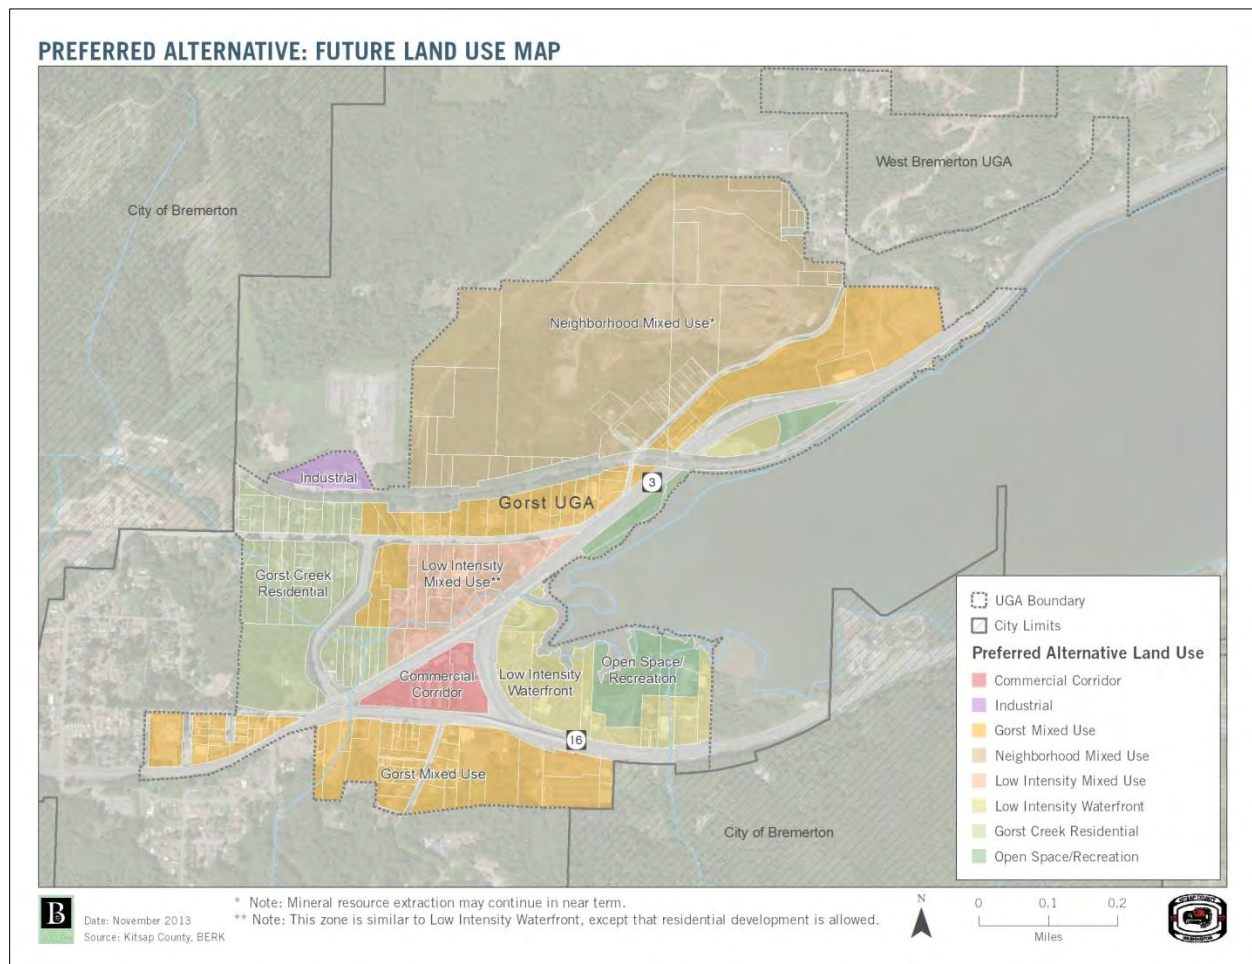 PREFERRED ALTERNATIVE: FUTURE LAND USE MAP
West Bremerton UGA
City of Bremerton
Neighborhood Mixed Use*
Industrial
3
Gorst UGA
Low Intensity
Mixed Use**
Gorst Creek
Residential
Commercial
Corridor
Low Intensity
Waterfront
Open Space/
Recreation
16
Gorst Mixed Use
City of Bremerton
UGA Boundary
City Limits
Preferred Alternative Land Use
Commercial Corridor
Industrial
Gorst Mixed Use
Neighborhood Mixed Use
Low Intensity Mixed Use
Low Intensity Waterfront
Gorst Creek Residential
Open Space/Recreation
B
Date: November 2013
Source: Kitsap County, BERK
* Note: Mineral resource extraction may continue in near term.
** Note: This zone is similar to Low Intensity Waterfront, except that residential development is allowed.
N
0 0.1 0.2
Miles